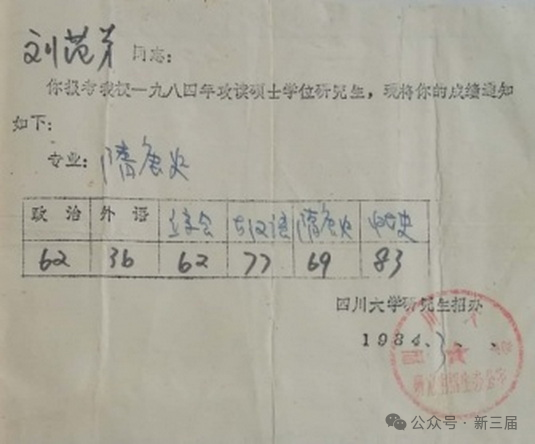 刘范弟 同志:
你报考我校一九八四年攻读硕士学位研究生，现将你的成绩通知
如下:
专业: 隋唐史
政治 外语 综合 古汉语 隋唐史 中史
62 36 62 77 69 83
四川大学研究生招办
1984.3.
公众号·新三届